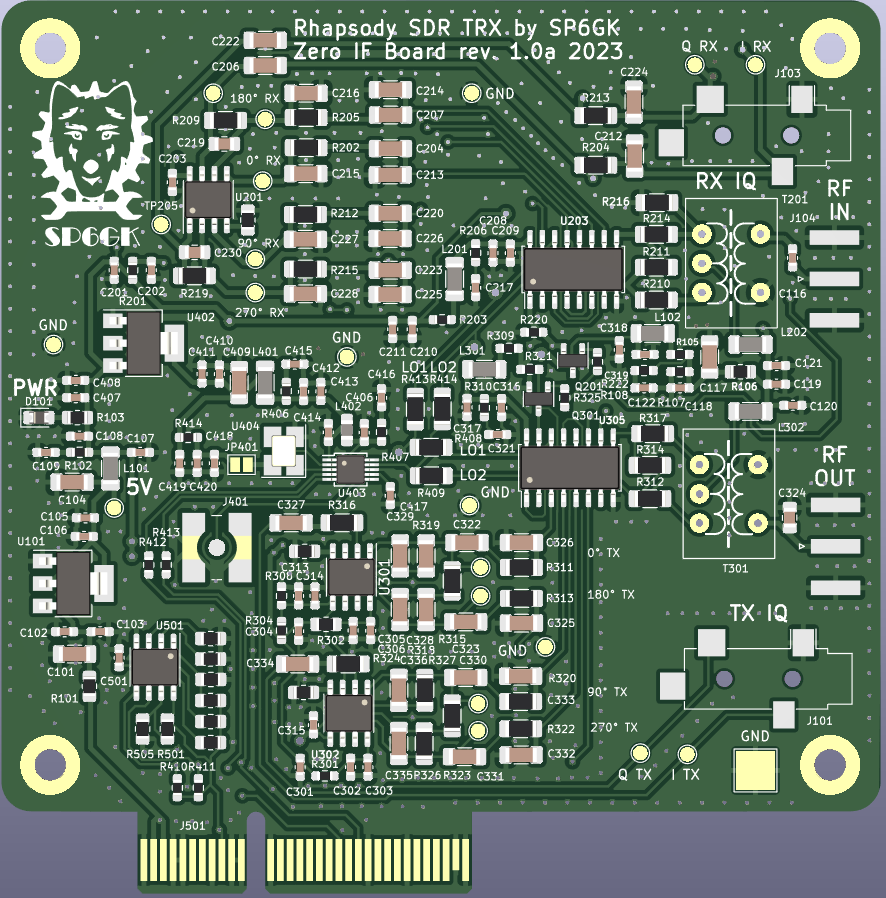 Rhapsody SDR TRX by SP6GK
Zero IF Board rev. 1.0a 2023
C222
C206
Q RX
I RX
J103
180° RX
C216
C214
GND
R213
C224
R209
R205
C207
C219
R202
C204
C212
R204
C203
0° RX
C215
C213
RX IQ
RF
IN
SP6GK
TP205
U201
R212
C220
C208
R206
C209
U203
R216
R214
T201
J104
C230
90° RX
C227
L201
R211
C201
C202
R219
R215
C223
C217
R210
C116
R201
270° RX
C228
C225
U402
GND
GND
C211
C210
R203
R220
C318
L102
L202
R309
R105
C410
C411
C409
L401
C415
L301
R311
C319
C121
PWR
C408
C412
C416
LO1
LO2
R413
R414
R310
C316
Q201
R222
R108
C122
R107
C117
R106
C119
D101
C407
R103
R406
C413
R325
C118
C120
U404
C414
L402
C317
Q301
U305
R317
L302
C108
C107
R414
C418
R408
C321
LO1
R314
RF
OUT
C109
R102
L101
JP401
R407
LO2
C104
5V
C419
C420
U403
R409
GND
R312
C324
J401
C417
C329
C105
C106
R413
R412
C327
R316
R319
C322
C326
0° TX
U101
C313
U301
R311
T301
R306
C314
180° TX
R313
TX IQ
C102
C103
U501
R304
C304
R302
C305
C306
C328
R319
R315
C323
C325
GND
C334
R324
C336
R327
C330
R320
C101
C501
90° TX
R101
C333
C315
270° TX
R322
J101
R505
R501
U302
GND
R410
R411
R301
C335
R326
R323
C331
C332
Q TX
I TX
C301
C302
C303
J501